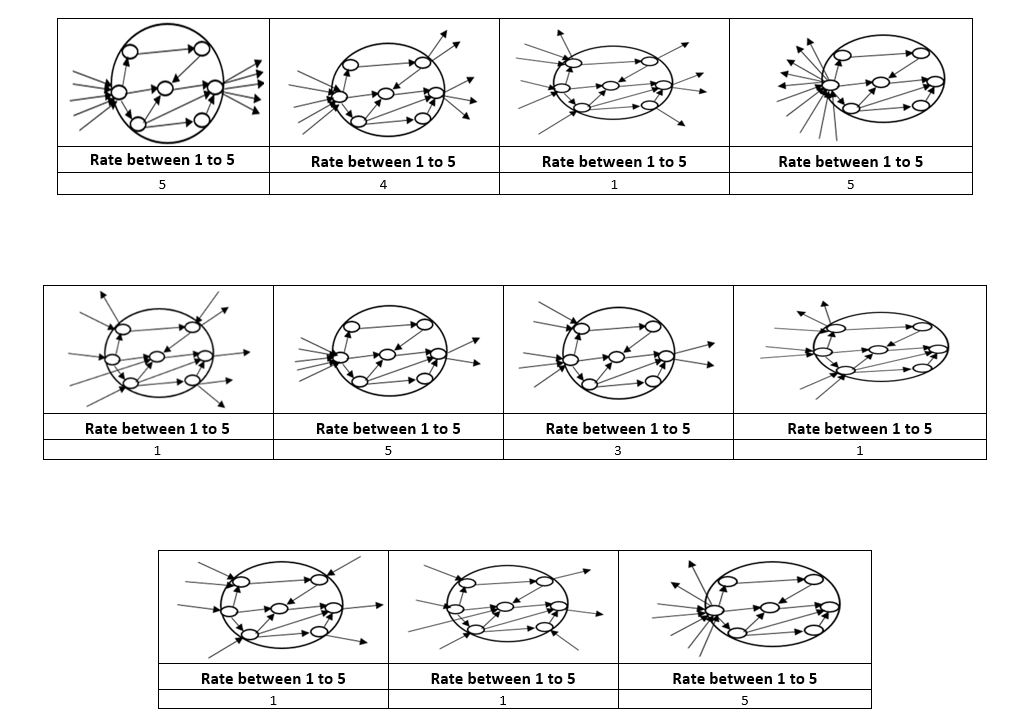 Rate between 1 to 5 Rate between 1 to 5 Rate between 1 to 5 Rate between 1 to 5
5 4 1 5
Rate between 1 to 5 Rate between 1 to 5 Rate between 1 to 5 Rate between 1 to 5
1 5 3 1
Rate between 1 to 5 Rate between 1 to 5 Rate between 1 to 5
1 1 5